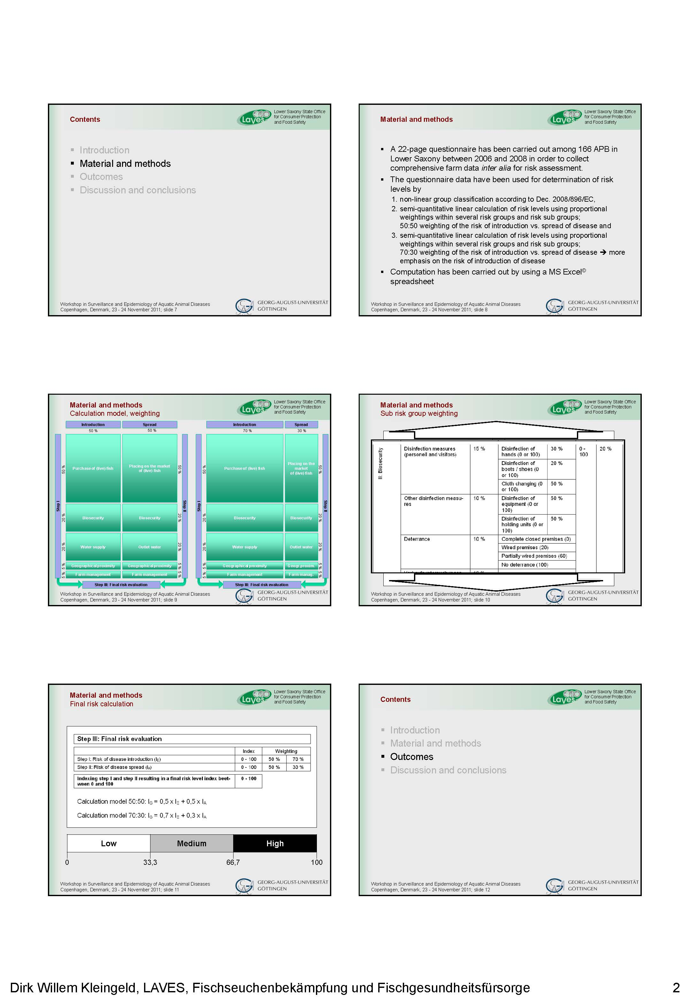 Contents
Laves
Lower Saxony State Office
for Consumer Protection
and Food Safety
▪ Introduction
▪ Material and methods
▪ Outcomes
▪ Discussion and conclusions
Workshop in Surveillance and Epidemiology of Aquatic Animal Diseases
Copenhagen, Denmark, 23 - 24 November 2011; slide 7
GEORG-AUGUST-UNIVERSITÄT
GÖTTINGEN
Material and methods
Laves
Lower Saxony State Office
for Consumer Protection
and Food Safety
▪ A 22-page questionnaire has been carried out among 166 APB in
Lower Saxony between 2006 and 2008 in order to collect
comprehensive farm data inter alia for risk assessment.
▪ The questionnaire data have been used for determination of risk
levels by
1. non-linear group classification according to Dec. 2008/896/EC,
2. semi-quantitative linear calculation of risk levels using proportional
weightings within several risk groups and risk sub groups;
50:50 weighting of the risk of introduction vs. spread of disease and
3. semi-quantitative linear calculation of risk levels using proportional
weightings within several risk groups and risk sub groups;
70:30 weighting of the risk of introduction vs. spread of disease ➔ more
emphasis on the risk of introduction of disease
▪ Computation has been carried out by using a MS Excel©
spreadsheet
Workshop in Surveillance and Epidemiology of Aquatic Animal Diseases
Copenhagen, Denmark, 23 - 24 November 2011; slide 8
GEORG-AUGUST-UNIVERSITÄT
GÖTTINGEN
Material and methods
Calculation model, weighting
Laves
Lower Saxony State Office
for Consumer Protection
and Food Safety
Introduction Spread
50 % 50 %
Step I
50 % Purchase of (live) fish Placing on the market
of (live) fish 50 %
20 % Biosecurity Biosecurity 20 %
20 % Water supply Outlet water 20 %
5 % Geographical proximity Geographical proximity 5 %
5 % Farm management Farm management 5 %
Step II
Step III: Final risk evaluation
Introduction Spread
70 % 30 %
Step I
50 % Purchase of (live) fish Placing on the
market
of (live) fish 50 %
20 % Biosecurity Biosecurity 20 %
20 % Water supply Outlet water 20 %
5 % Geographical proximity Geogr.proxim. 5 %
5 % Farm management Farm manag. 5 %
Step II
Step III: Final risk evaluation
Workshop in Surveillance and Epidemiology of Aquatic Animal Diseases
Copenhagen, Denmark, 23 - 24 November 2011; slide 9
GEORG-AUGUST-UNIVERSITÄT
GÖTTINGEN
Material and methods
Sub risk group weighting
Laves
Lower Saxony State Office
for Consumer Protection
and Food Safety
II: Biosecurity
Disinfection measures 15 % Disinfection of 30 % 0 - 20 %
(personell and visitors) hands (0 or 100) 100
Disinfection of 20 %
boots / shoes (0
or 100)
Cloth changing (0 50 %
or 100)
Other disinfection measu- 10 % Disinfection of 50 %
res equipment (0 or
100)
Disinfection of 50 %
holding units (0 or
100)
Deterrance 10 % Complete closed premises (0)
Wired premises (20)
Partially wired premises (60)
No deterrance (100)
Workshop in Surveillance and Epidemiology of Aquatic Animal Diseases
Copenhagen, Denmark, 23 - 24 November 2011; slide 10
GEORG-AUGUST-UNIVERSITÄT
GÖTTINGEN
Material and methods
Final risk calculation
Laves
Lower Saxony State Office
for Consumer Protection
and Food Safety
Step III: Final risk evaluation
Index Weighting
Step I: Risk of disease introduction (IE) 0 - 100 50 % 70 %
Step II: Risk of disease spread (IA) 0 - 100 50 % 30 %
Indexing step I and step II resulting in a final risk level index beet- 0 - 100
ween 0 and 100
Calculation model 50:50: IG = 0,5 x IE + 0,5 x IA
Calculation model 70:30: IG = 0,7 x IE + 0,3 x IA
Low Medium High
0 33,3 66,7 100
Workshop in Surveillance and Epidemiology of Aquatic Animal Diseases
Copenhagen, Denmark, 23 - 24 November 2011; slide 11
GEORG-AUGUST-UNIVERSITÄT
GÖTTINGEN
Contents
Laves
Lower Saxony State Office
for Consumer Protection
and Food Safety
▪ Introduction
▪ Material and methods
▪ Outcomes
▪ Discussion and conclusions
Workshop in Surveillance and Epidemiology of Aquatic Animal Diseases
Copenhagen, Denmark, 23 - 24 November 2011; slide 12
GEORG-AUGUST-UNIVERSITÄT
GÖTTINGEN
Dirk Willem Kleingeld, LAVES, Fischseuchenbekämpfung und Fischgesundheitsfürsorge 2